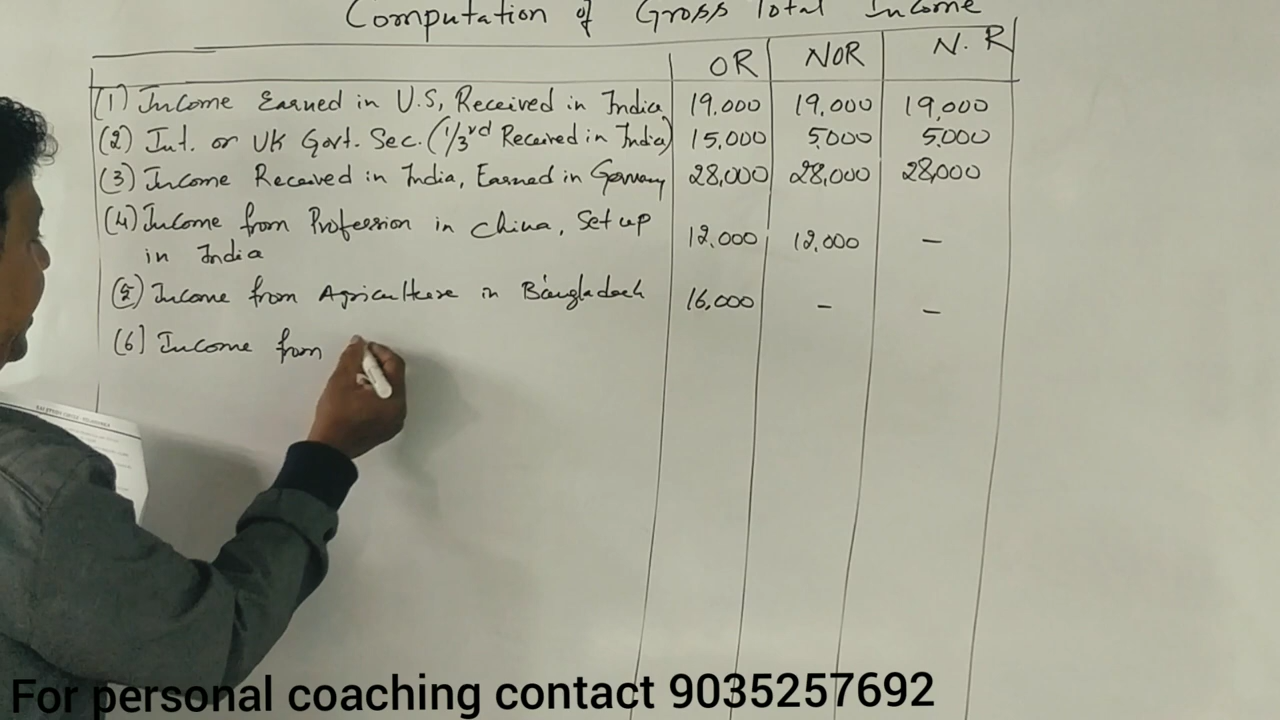 Computation of Gross Total Income
OR NOR N.R
(1) Income Earned in U.S, Received in India 19,000 19,000 19,000
(2) Int. or UK Govt. Sec. (1/3rd Received in India) 15,000 5,000 5,000
(3) Income Received in India, Earned in Germany 28,000 28,000 28,000
(4) Income from Profession in China, Set up
in India 12,000 12,000 —
(5) Income from Agriculture in Bangladesh 16,000 - -
(6) Income from
For personal coaching contact 9035257692